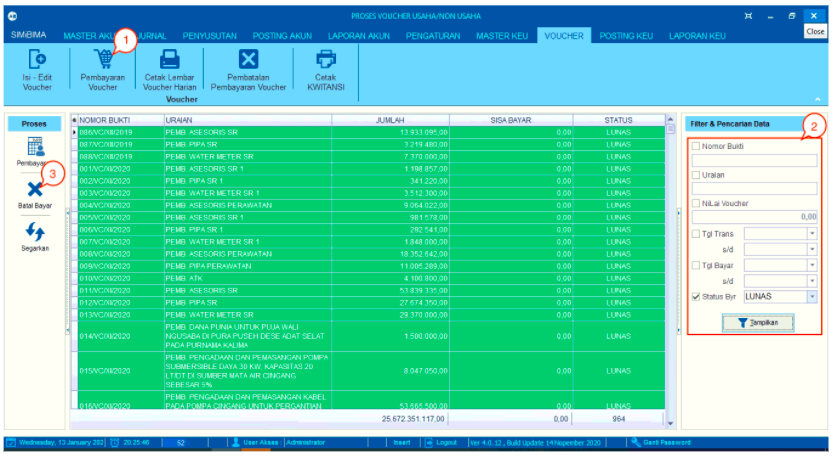 PROSES VOUCHER USAHA/NON USAHA
Close
SIMBIMA MASTER AKUN JURNAL PENYUSUTAN POSTING AKUN LAPORAN AKUN PENGATURAN MASTER KEU VOUCHER POSTING KEU LAPORAN KEU
1
Isi - Edit Voucher
Pembayaran Voucher
Cetak Lembar Voucher Harian
Pembatalan Pembayaran Voucher
Cetak KWITANSI
Voucher
Proses
Pembayaran
3
Batal Bayar
Segarkan
NOMOR BUKTI URAIAN JUMLAH SISA BAYAR STATUS
086/VC/XII/2019 PEMB. ASESORIS SR 13.933.095,00 0,00 LUNAS
087/VC/XII/2019 PEMB. PIPA SR 3.219.480,00 0,00 LUNAS
088/VC/XII/2019 PEMB. WATER METER SR 7.370.000,00 0,00 LUNAS
001/VC/XI/2020 PEMB. ASESORIS SR 1 1.198.857,00 0,00 LUNAS
002/VC/XI/2020 PEMB. PIPA SR 1 341.220,00 0,00 LUNAS
003/VC/XI/2020 PEMB. WATER METER SR 1 3.512.300,00 0,00 LUNAS
004/VC/XI/2020 PEMB. ASESORIS PERAWATAN 9.064.022,00 0,00 LUNAS
005/VC/XI/2020 PEMB. ASESORIS SR 1 981.578,00 0,00 LUNAS
006/VC/XI/2020 PEMB. PIPA SR 1 292.541,00 0,00 LUNAS
007/VC/XI/2020 PEMB. WATER METER SR 1 1.848.000,00 0,00 LUNAS
008/VC/XI/2020 PEMB. ASESORIS PERAWATAN 18.352.642,00 0,00 LUNAS
009/VC/XI/2020 PEMB. PIPA PERAWATAN 11.005.289,00 0,00 LUNAS
010/VC/XI/2020 PEMB. ATK 4.100.800,00 0,00 LUNAS
011/VC/XI/2020 PEMB. ASESORIS SR 53.839.335,00 0,00 LUNAS
012/VC/XI/2020 PEMB. PIPA SR 27.674.350,00 0,00 LUNAS
013/VC/XI/2020 PEMB. WATER METER SR 29.370.000,00 0,00 LUNAS
014/VC/XI/2020 PEMB. DANA PUNIA UNTUK PUJA WALI NGUSABA DI PURA PUSEH DESE ADAT SELAT PADA PURNAMA KALIMA 1.500.000,00 0,00 LUNAS
015/VC/XI/2020 PEMB. PENGADAAN DAN PEMASANGAN POMPA SUBMERSIBLE DAYA 30 KW, KAPASITAS 20 LT/DT DI SUMBER MATA AIR CINGANG SEBESAR 5% 8.047.050,00 0,00 LUNAS
016/VC/XI/2020 PEMB. PENGADAAN DAN PEMASANGAN KABEL PADA POMPA CINGANG UNTUK PERGANTIAN 53.665.500,00 0,00 LUNAS
25.672.351.117,00 0,00 964
Filter & Pencarian Data
2
Nomor Bukti
Uraian
NiLai Voucher
0,00
Tgl Trans
s/d
Tgl Bayar
s/d
Status Byr LUNAS
Tampilkan
Wednesday, 13 January 202 20:25:46 52 User Akses Administrator Insert Logout Ver 4.0.12 , Build Update 14 Nopember 2020 Ganti Password